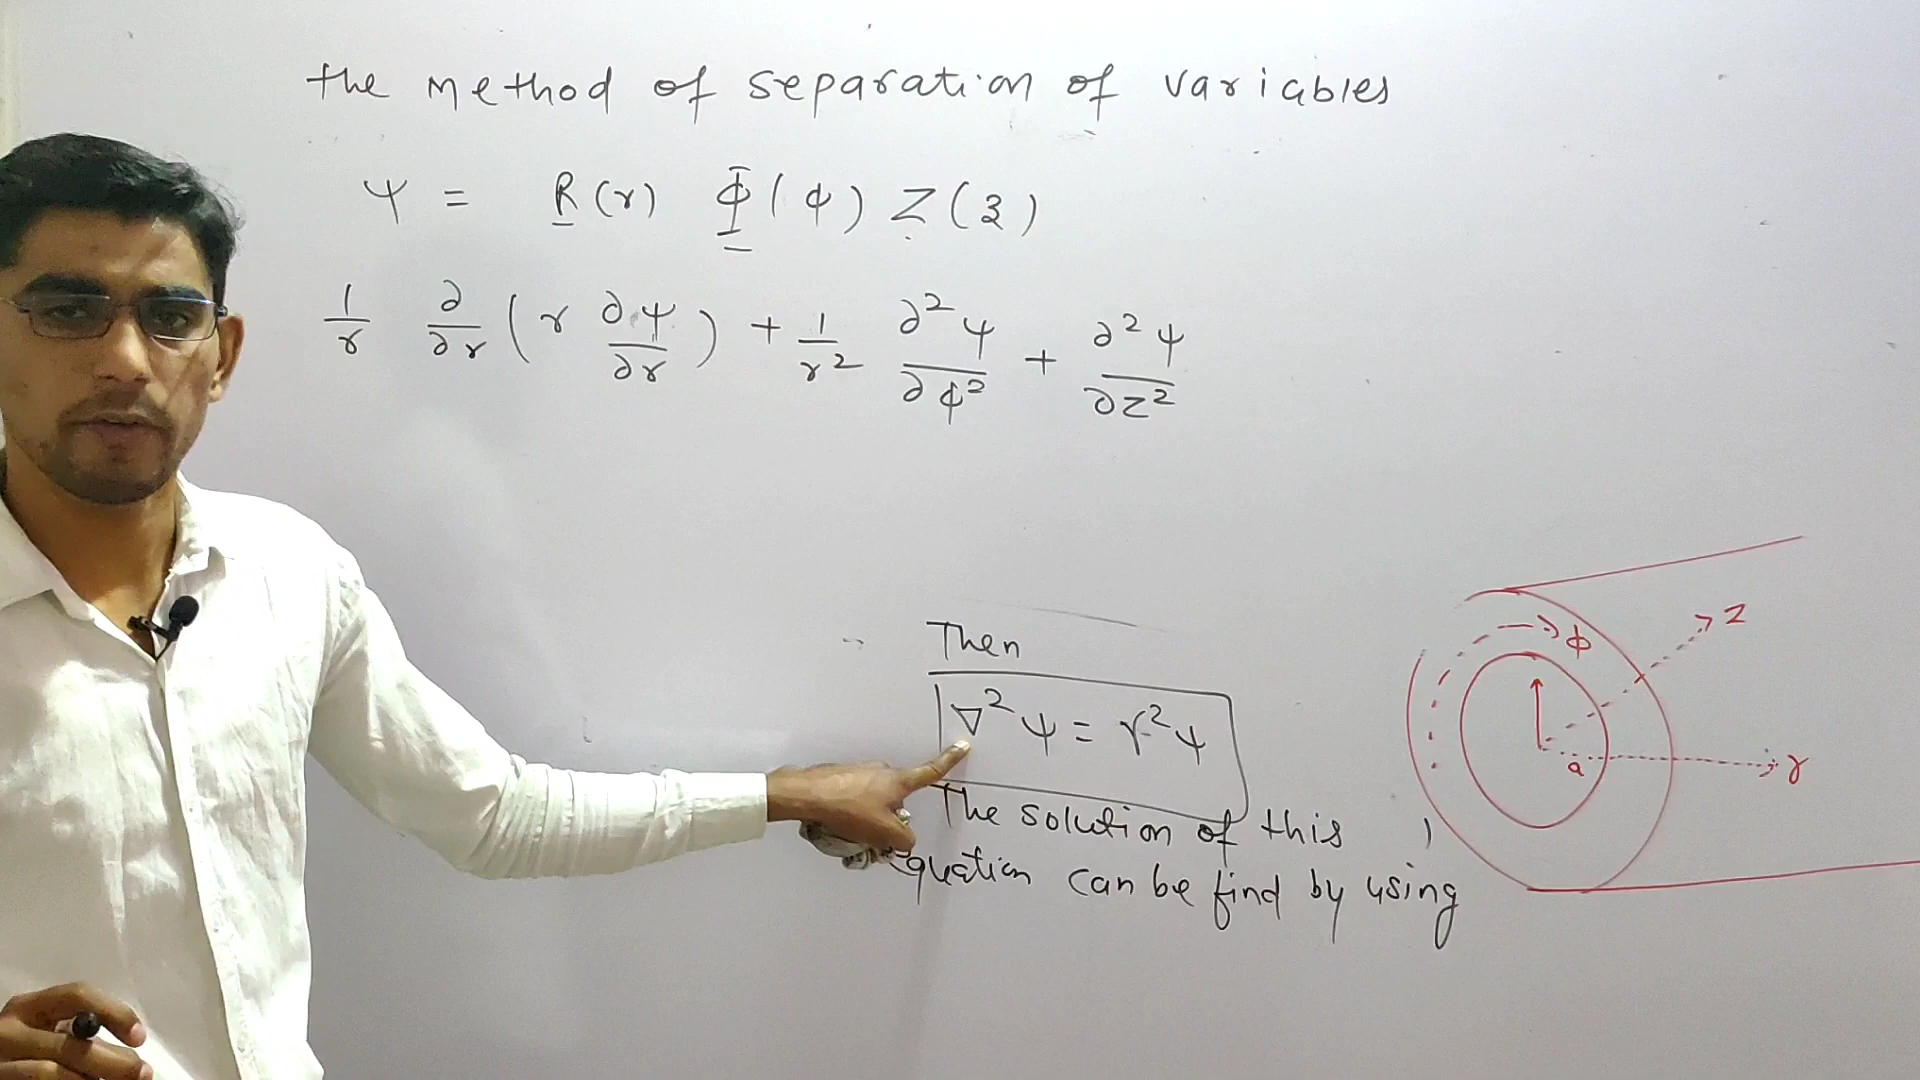 the method of separation of variables
ψ = R(r) Φ(ϕ) Z(z)
1/r ∂/∂r (r ∂ψ/∂r) + 1/r² ∂²ψ/∂ϕ² + ∂²ψ/∂z²
Then
∇²ψ = γ²ψ
The solution of this
equation can be find by using
ϕ
z
a
r